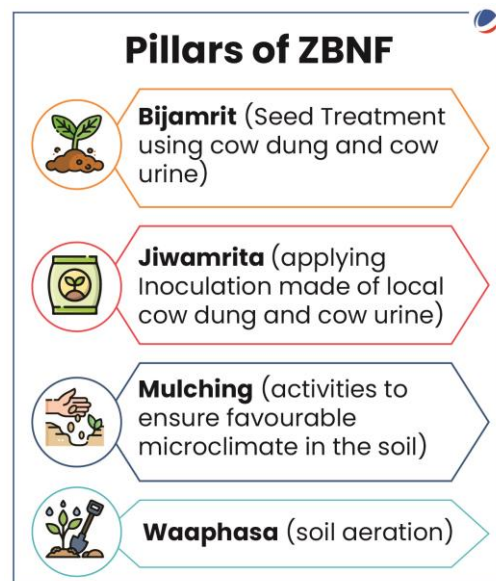 Pillars of ZBNF
Bijamrit (Seed Treatment
using cow dung and cow
urine)
Jiwamrita (applying
Inoculation made of local
cow dung and cow urine)
Mulching (activities to
ensure favourable
microclimate in the soil)
Waaphasa (soil aeration)